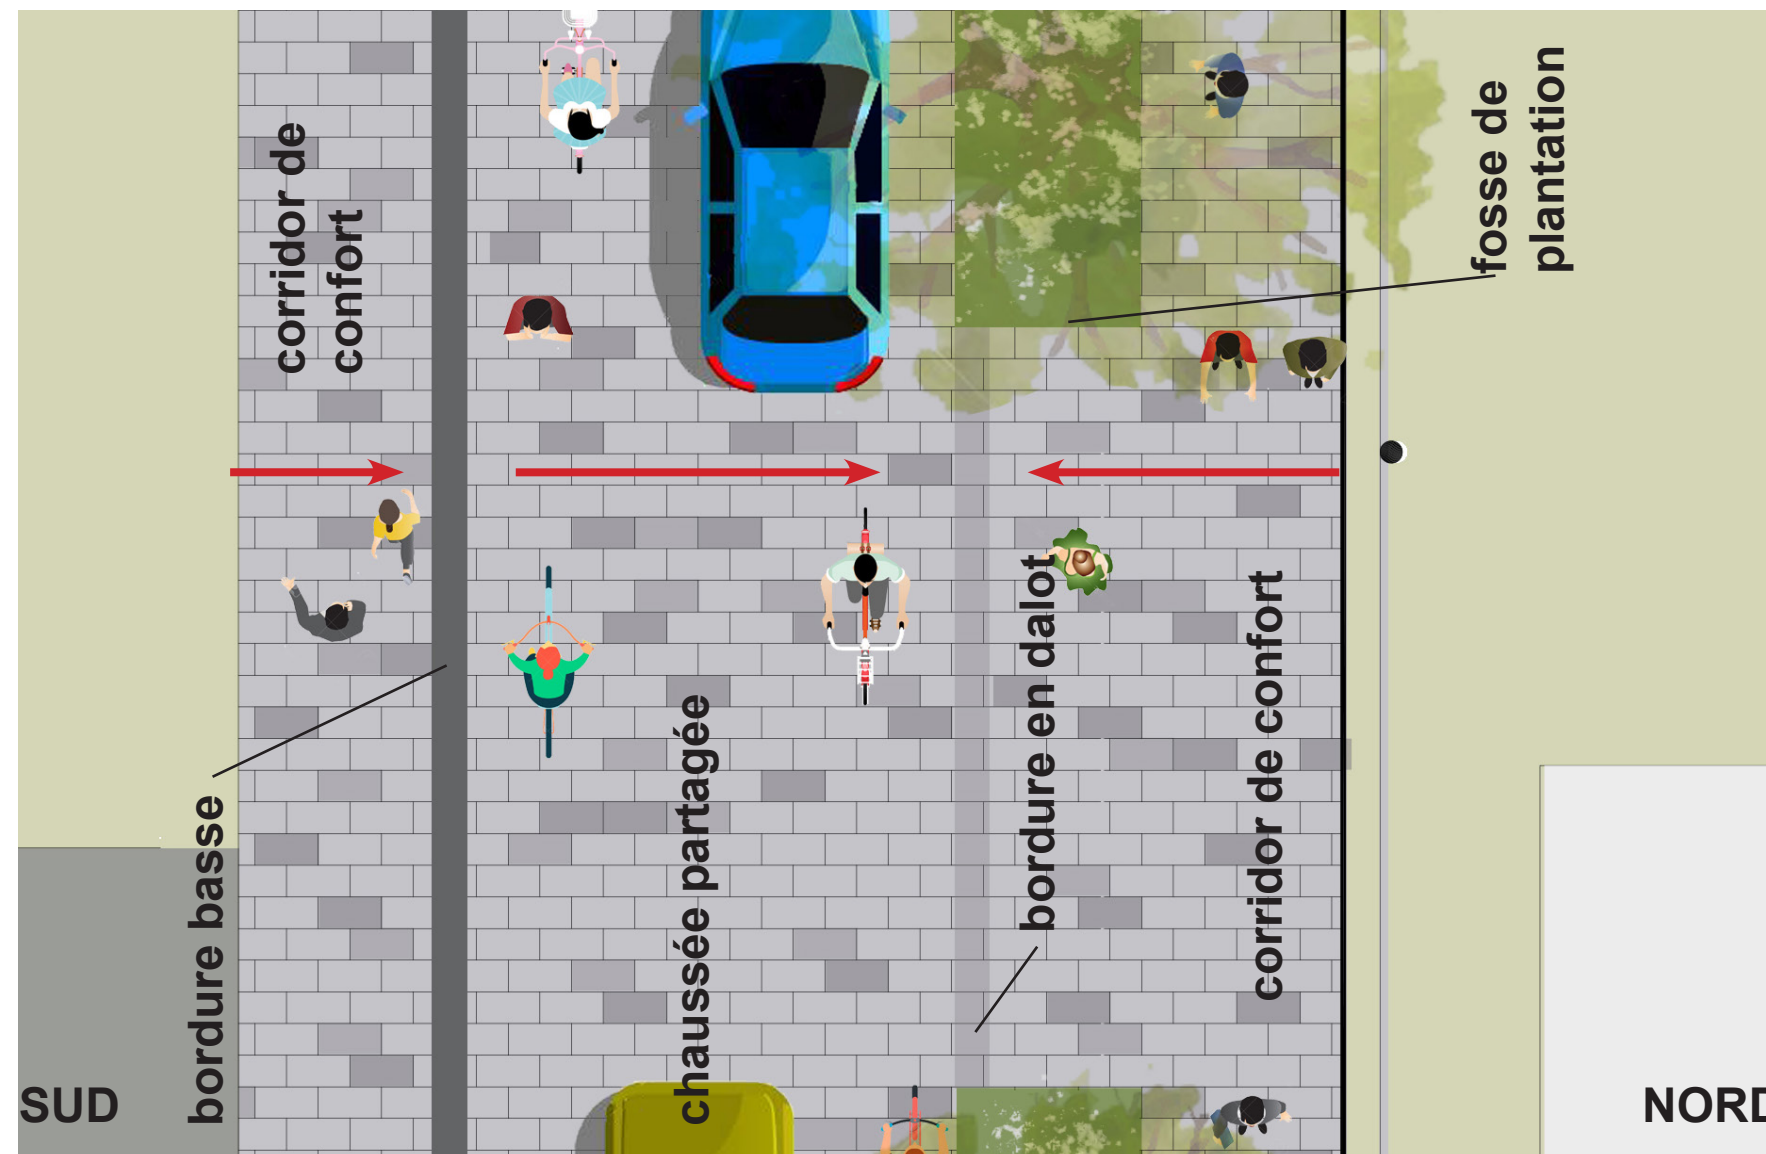 corridor de
confort
fosse de
plantation
bordure basse
chaussée partagée
bordure en dalot
corridor de confort
SUD
NORD